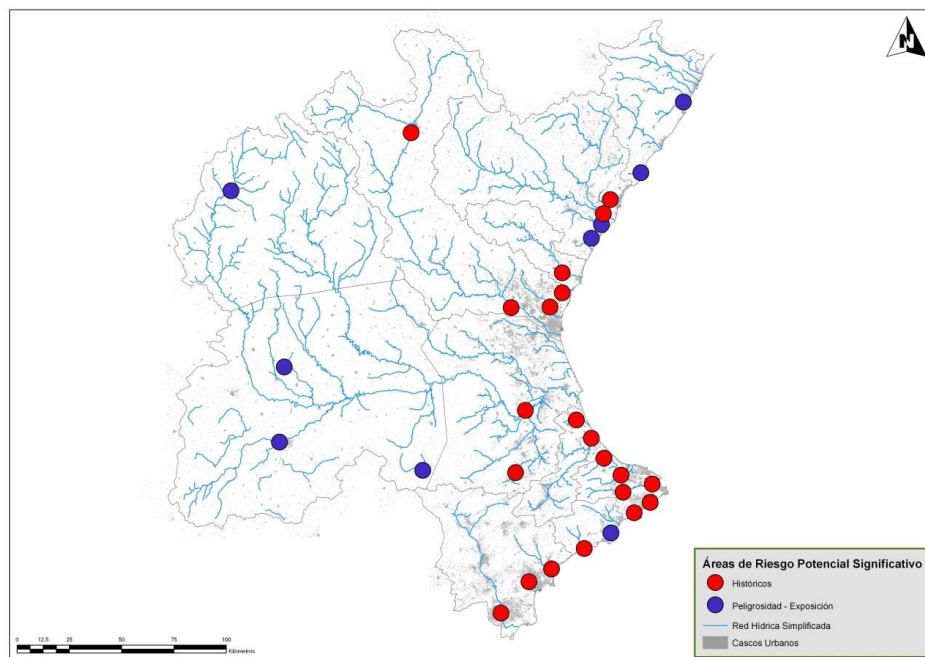 N
Áreas de Riesgo Potencial Significativo
Históricos
Peligrosidad - Exposición
Red Hídrica Simplificada
Cascos Urbanos
0 12.5 25 50 75 100
Kilómetros